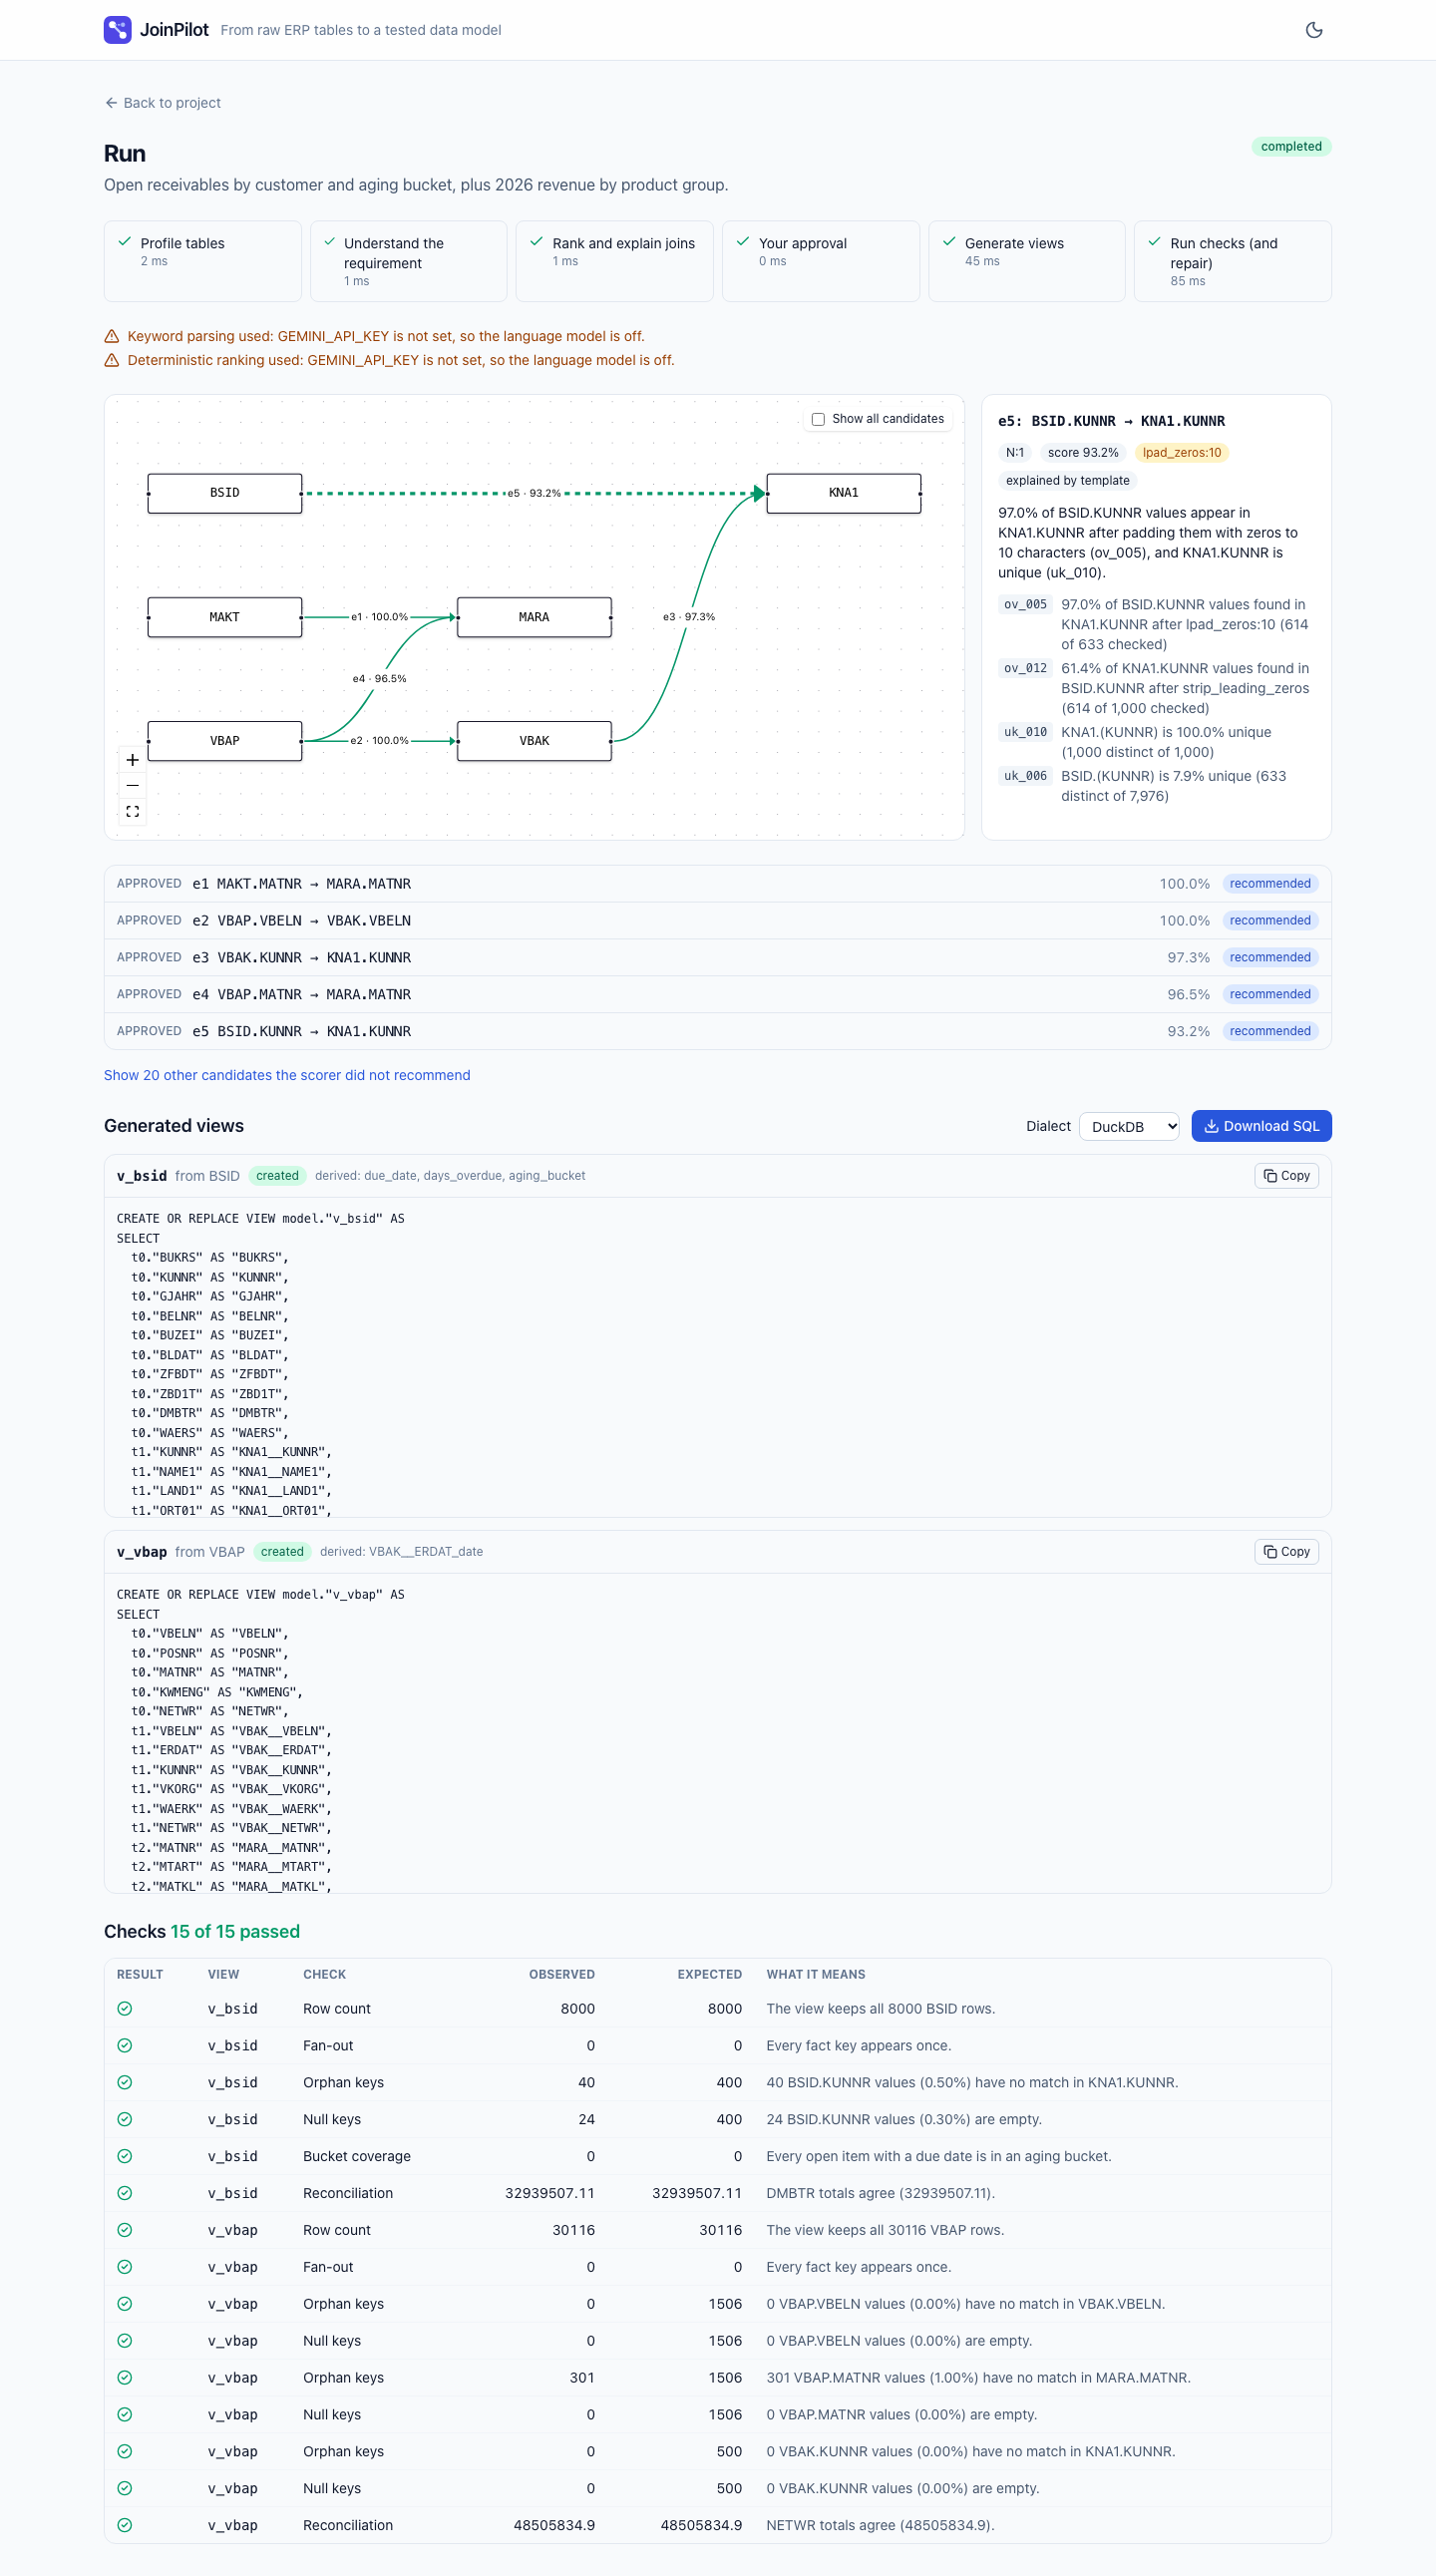 JoinPilot From raw ERP tables to a tested data model
Back to project
Run
completed
Open receivables by customer and aging bucket, plus 2026 revenue by product group.
Profile tables
2 ms
Understand the
requirement
1 ms
Rank and explain joins
1 ms
Your approval
0 ms
Generate views
45 ms
Run checks (and
repair)
85 ms
Keyword parsing used: GEMINI_API_KEY is not set, so the language model is off.
Deterministic ranking used: GEMINI_API_KEY is not set, so the language model is off.
Show all candidates
BSID
e5 · 93.2%
KNA1
MAKT
e1 · 100.0%
MARA
e3 · 97.3%
e4 · 96.5%
VBAP
e2 · 100.0%
VBAK
e5: BSID.KUNNR → KNA1.KUNNR
N:1 score 93.2% lpad_zeros:10
explained by template
97.0% of BSID.KUNNR values appear in
KNA1.KUNNR after padding them with zeros to
10 characters (ov_005), and KNA1.KUNNR is
unique (uk_010).
ov_005 97.0% of BSID.KUNNR values found in
KNA1.KUNNR after lpad_zeros:10 (614
of 633 checked)
ov_012 61.4% of KNA1.KUNNR values found in
BSID.KUNNR after strip_leading_zeros
(614 of 1,000 checked)
uk_010 KNA1.(KUNNR) is 100.0% unique
(1,000 distinct of 1,000)
uk_006 BSID.(KUNNR) is 7.9% unique (633
distinct of 7,976)
APPROVED e1 MAKT.MATNR → MARA.MATNR 100.0% recommended
APPROVED e2 VBAP.VBELN → VBAK.VBELN 100.0% recommended
APPROVED e3 VBAK.KUNNR → KNA1.KUNNR 97.3% recommended
APPROVED e4 VBAP.MATNR → MARA.MATNR 96.5% recommended
APPROVED e5 BSID.KUNNR → KNA1.KUNNR 93.2% recommended
Show 20 other candidates the scorer did not recommend
Generated views Dialect DuckDB Download SQL
v_bsid from BSID created derived: due_date, days_overdue, aging_bucket Copy
CREATE OR REPLACE VIEW model."v_bsid" AS
SELECT
t0."BUKRS" AS "BUKRS",
t0."KUNNR" AS "KUNNR",
t0."GJAHR" AS "GJAHR",
t0."BELNR" AS "BELNR",
t0."BUZEI" AS "BUZEI",
t0."BLDAT" AS "BLDAT",
t0."ZFBDT" AS "ZFBDT",
t0."ZBD1T" AS "ZBD1T",
t0."DMBTR" AS "DMBTR",
t0."WAERS" AS "WAERS",
t1."KUNNR" AS "KNA1__KUNNR",
t1."NAME1" AS "KNA1__NAME1",
t1."LAND1" AS "KNA1__LAND1",
t1."ORT01" AS "KNA1__ORT01",
v_vbap from VBAP created derived: VBAK__ERDAT_date Copy
CREATE OR REPLACE VIEW model."v_vbap" AS
SELECT
t0."VBELN" AS "VBELN",
t0."POSNR" AS "POSNR",
t0."MATNR" AS "MATNR",
t0."KWMENG" AS "KWMENG",
t0."NETWR" AS "NETWR",
t1."VBELN" AS "VBAK__VBELN",
t1."ERDAT" AS "VBAK__ERDAT",
t1."KUNNR" AS "VBAK__KUNNR",
t1."VKORG" AS "VBAK__VKORG",
t1."WAERK" AS "VBAK__WAERK",
t1."NETWR" AS "VBAK__NETWR",
t2."MATNR" AS "MARA__MATNR",
t2."MTART" AS "MARA__MTART",
t2."MATKL" AS "MARA__MATKL",
Checks 15 of 15 passed
RESULT VIEW CHECK OBSERVED EXPECTED WHAT IT MEANS
v_bsid Row count 8000 8000 The view keeps all 8000 BSID rows.
v_bsid Fan-out 0 0 Every fact key appears once.
v_bsid Orphan keys 40 400 40 BSID.KUNNR values (0.50%) have no match in KNA1.KUNNR.
v_bsid Null keys 24 400 24 BSID.KUNNR values (0.30%) are empty.
v_bsid Bucket coverage 0 0 Every open item with a due date is in an aging bucket.
v_bsid Reconciliation 32939507.11 32939507.11 DMBTR totals agree (32939507.11).
v_vbap Row count 30116 30116 The view keeps all 30116 VBAP rows.
v_vbap Fan-out 0 0 Every fact key appears once.
v_vbap Orphan keys 0 1506 0 VBAP.VBELN values (0.00%) have no match in VBAK.VBELN.
v_vbap Null keys 0 1506 0 VBAP.VBELN values (0.00%) are empty.
v_vbap Orphan keys 301 1506 301 VBAP.MATNR values (1.00%) have no match in MARA.MATNR.
v_vbap Null keys 0 1506 0 VBAP.MATNR values (0.00%) are empty.
v_vbap Orphan keys 0 500 0 VBAK.KUNNR values (0.00%) have no match in KNA1.KUNNR.
v_vbap Null keys 0 500 0 VBAK.KUNNR values (0.00%) are empty.
v_vbap Reconciliation 48505834.9 48505834.9 NETWR totals agree (48505834.9).